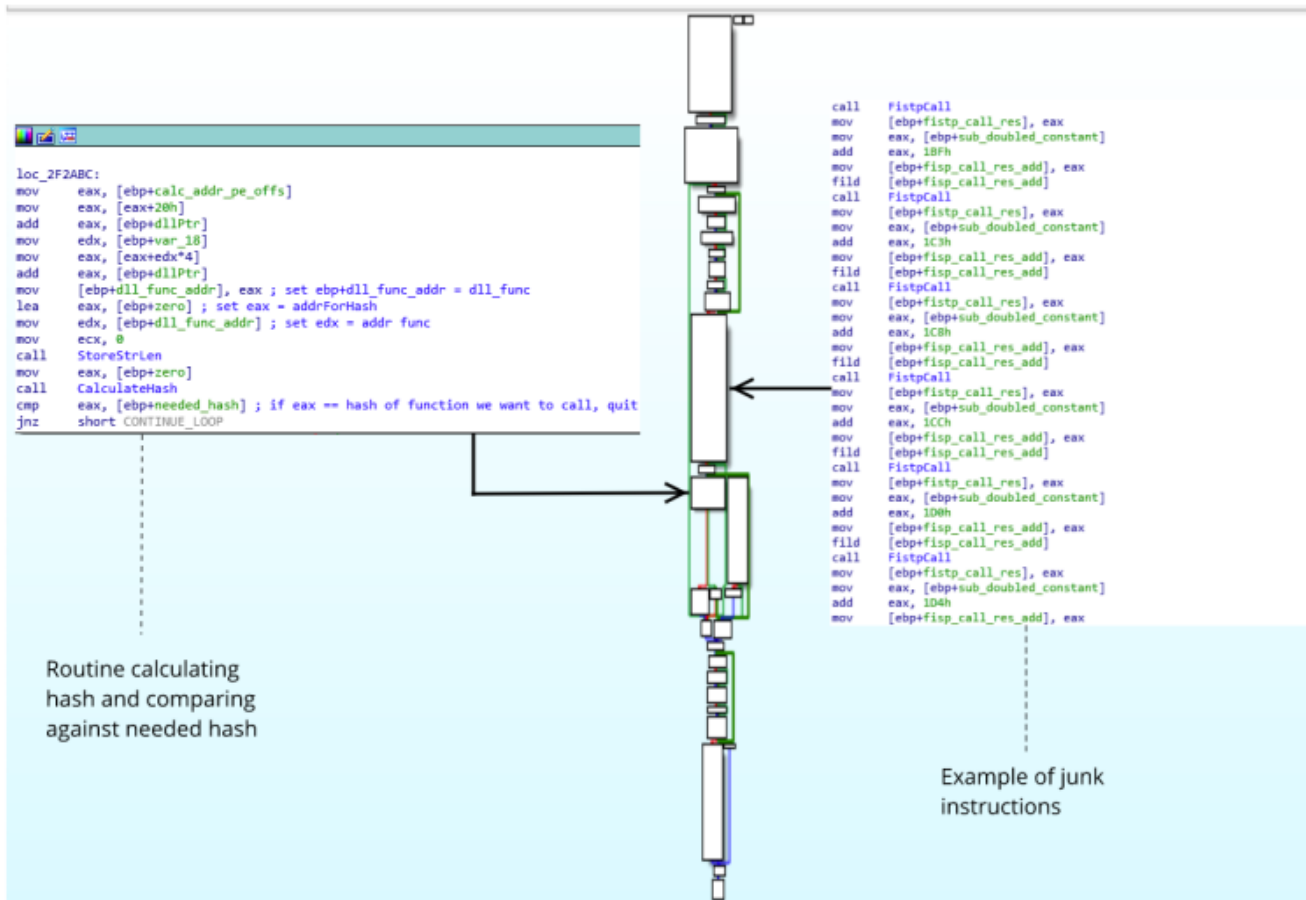 loc_2F2ABC:
mov eax, [ebp+calc_addr_pe_offs]
mov eax, [eax+20h]
add eax, [ebp+dllPtr]
mov edx, [ebp+var_18]
mov eax, [eax+edx*4]
add eax, [ebp+dllPtr]
mov [ebp+dll_func_addr], eax ; set ebp+dll_func_addr = dll_func
lea eax, [ebp+zero] ; set eax = addrForHash
mov edx, [ebp+dll_func_addr] ; set edx = addr func
mov ecx, 0
call StoreStrLen
mov eax, [ebp+zero]
call CalculateHash
cmp eax, [ebp+needed_hash] ; if eax == hash of function we want to call, quit
jnz short CONTINUE_LOOP
Routine calculating
hash and comparing
against needed hash
call FistpCall
mov [ebp+fistp_call_res], eax
mov eax, [ebp+sub_doubled_constant]
add eax, 1BFh
mov [ebp+fisp_call_res_add], eax
fild [ebp+fisp_call_res_add]
call FistpCall
mov [ebp+fistp_call_res], eax
mov eax, [ebp+sub_doubled_constant]
add eax, 1C3h
mov [ebp+fisp_call_res_add], eax
fild [ebp+fisp_call_res_add]
call FistpCall
mov [ebp+fistp_call_res], eax
mov eax, [ebp+sub_doubled_constant]
add eax, 1C8h
mov [ebp+fisp_call_res_add], eax
fild [ebp+fisp_call_res_add]
call FistpCall
mov [ebp+fistp_call_res], eax
mov eax, [ebp+sub_doubled_constant]
add eax, 1CCh
mov [ebp+fisp_call_res_add], eax
fild [ebp+fisp_call_res_add]
call FistpCall
mov [ebp+fistp_call_res], eax
mov eax, [ebp+sub_doubled_constant]
add eax, 1D0h
mov [ebp+fisp_call_res_add], eax
fild [ebp+fisp_call_res_add]
call FistpCall
mov [ebp+fistp_call_res], eax
mov eax, [ebp+sub_doubled_constant]
add eax, 1D4h
mov [ebp+fisp_call_res_add], eax
Example of junk
instructions